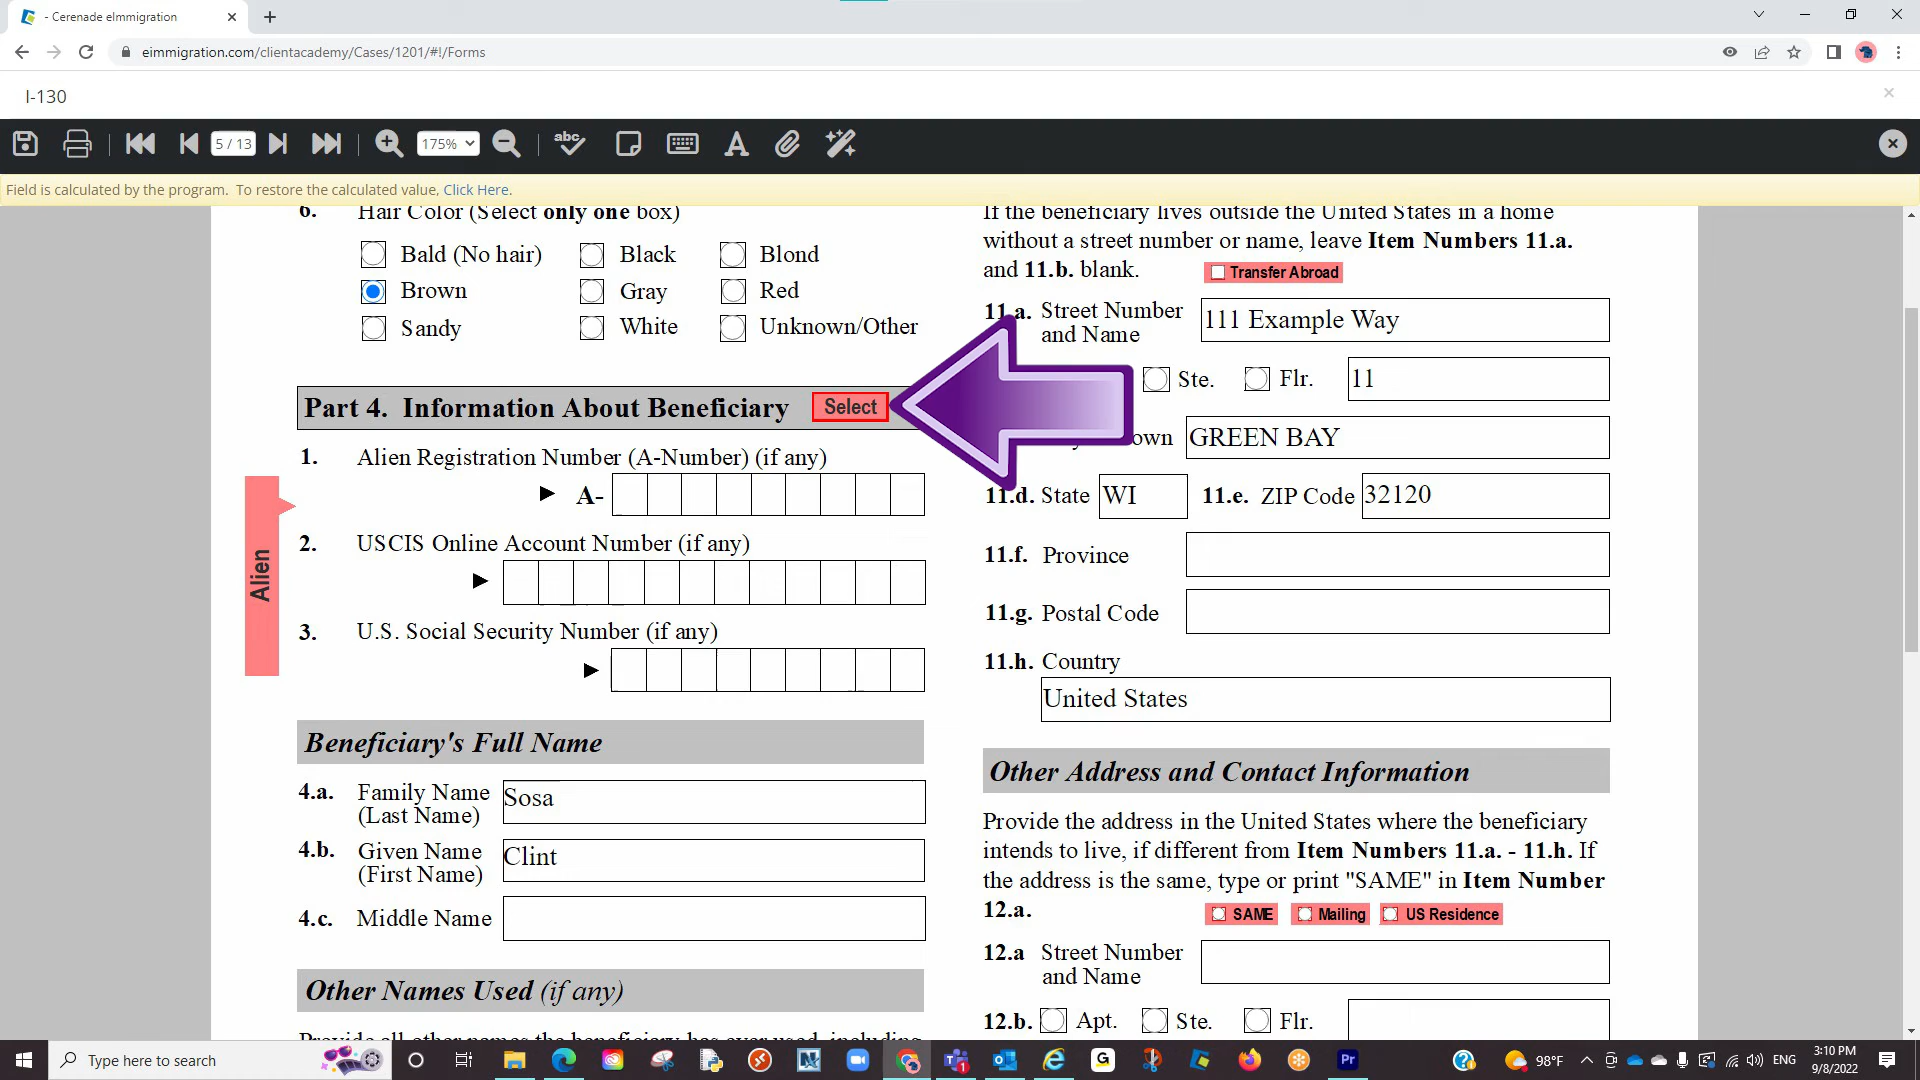 - Cerenade eImmigration
eimmigration.com/clientacademy/Cases/1201/#!/Forms
I-130
5 / 13
175%
abc
Field is calculated by the program. To restore the calculated value, Click Here.
6. Hair Color (Select only one box)
Bald (No hair) Black Blond
Brown Gray Red
Sandy White Unknown/Other
Part 4. Information About Beneficiary Select
1. Alien Registration Number (A-Number) (if any)
A-
2. USCIS Online Account Number (if any)
3. U.S. Social Security Number (if any)
Alien
Beneficiary's Full Name
4.a. Family Name
(Last Name)
Sosa
4.b. Given Name
(First Name)
Clint
4.c. Middle Name
Other Names Used (if any)
Provide all other names the beneficiary has ever used, including
If the beneficiary lives outside the United States in a home
without a street number or name, leave Item Numbers 11.a.
and 11.b. blank. Transfer Abroad
11.a. Street Number
and Name
111 Example Way
Ste. Flr. 11
own GREEN BAY
11.d. State WI 11.e. ZIP Code 32120
11.f. Province
11.g. Postal Code
11.h. Country
United States
Other Address and Contact Information
Provide the address in the United States where the beneficiary
intends to live, if different from Item Numbers 11.a. - 11.h. If
the address is the same, type or print "SAME" in Item Number
12.a. SAME Mailing US Residence
12.a Street Number
and Name
12.b. Apt. Ste. Flr.
Type here to search
98°F
ENG
3:10 PM
9/8/2022